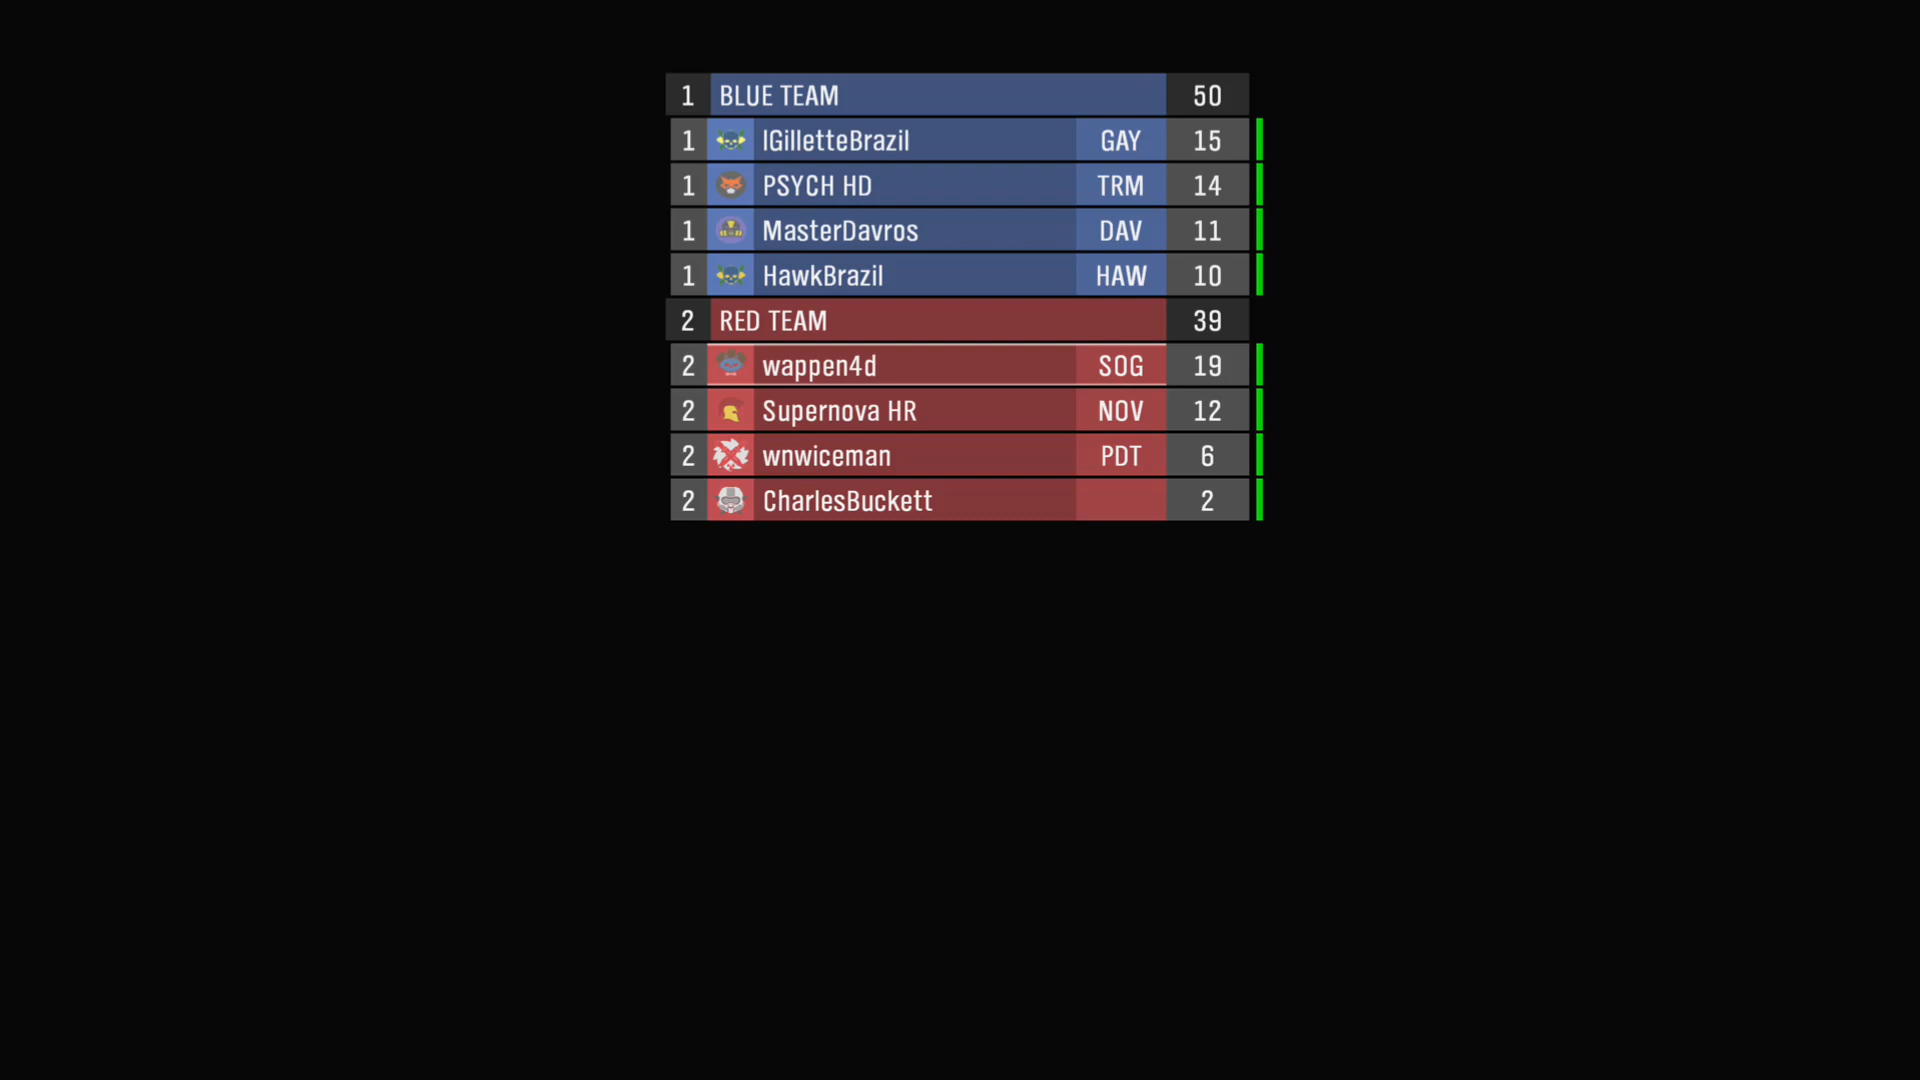 1 BLUE TEAM 50
1 lGilletteBrazil GAY 15
1 PSYCH HD TRM 14
1 MasterDavros DAV 11
1 HawkBrazil HAW 10
2 RED TEAM 39
2 wappen4d SOG 19
2 Supernova HR NOV 12
2 wnwiceman PDT 6
2 CharlesBuckett 2